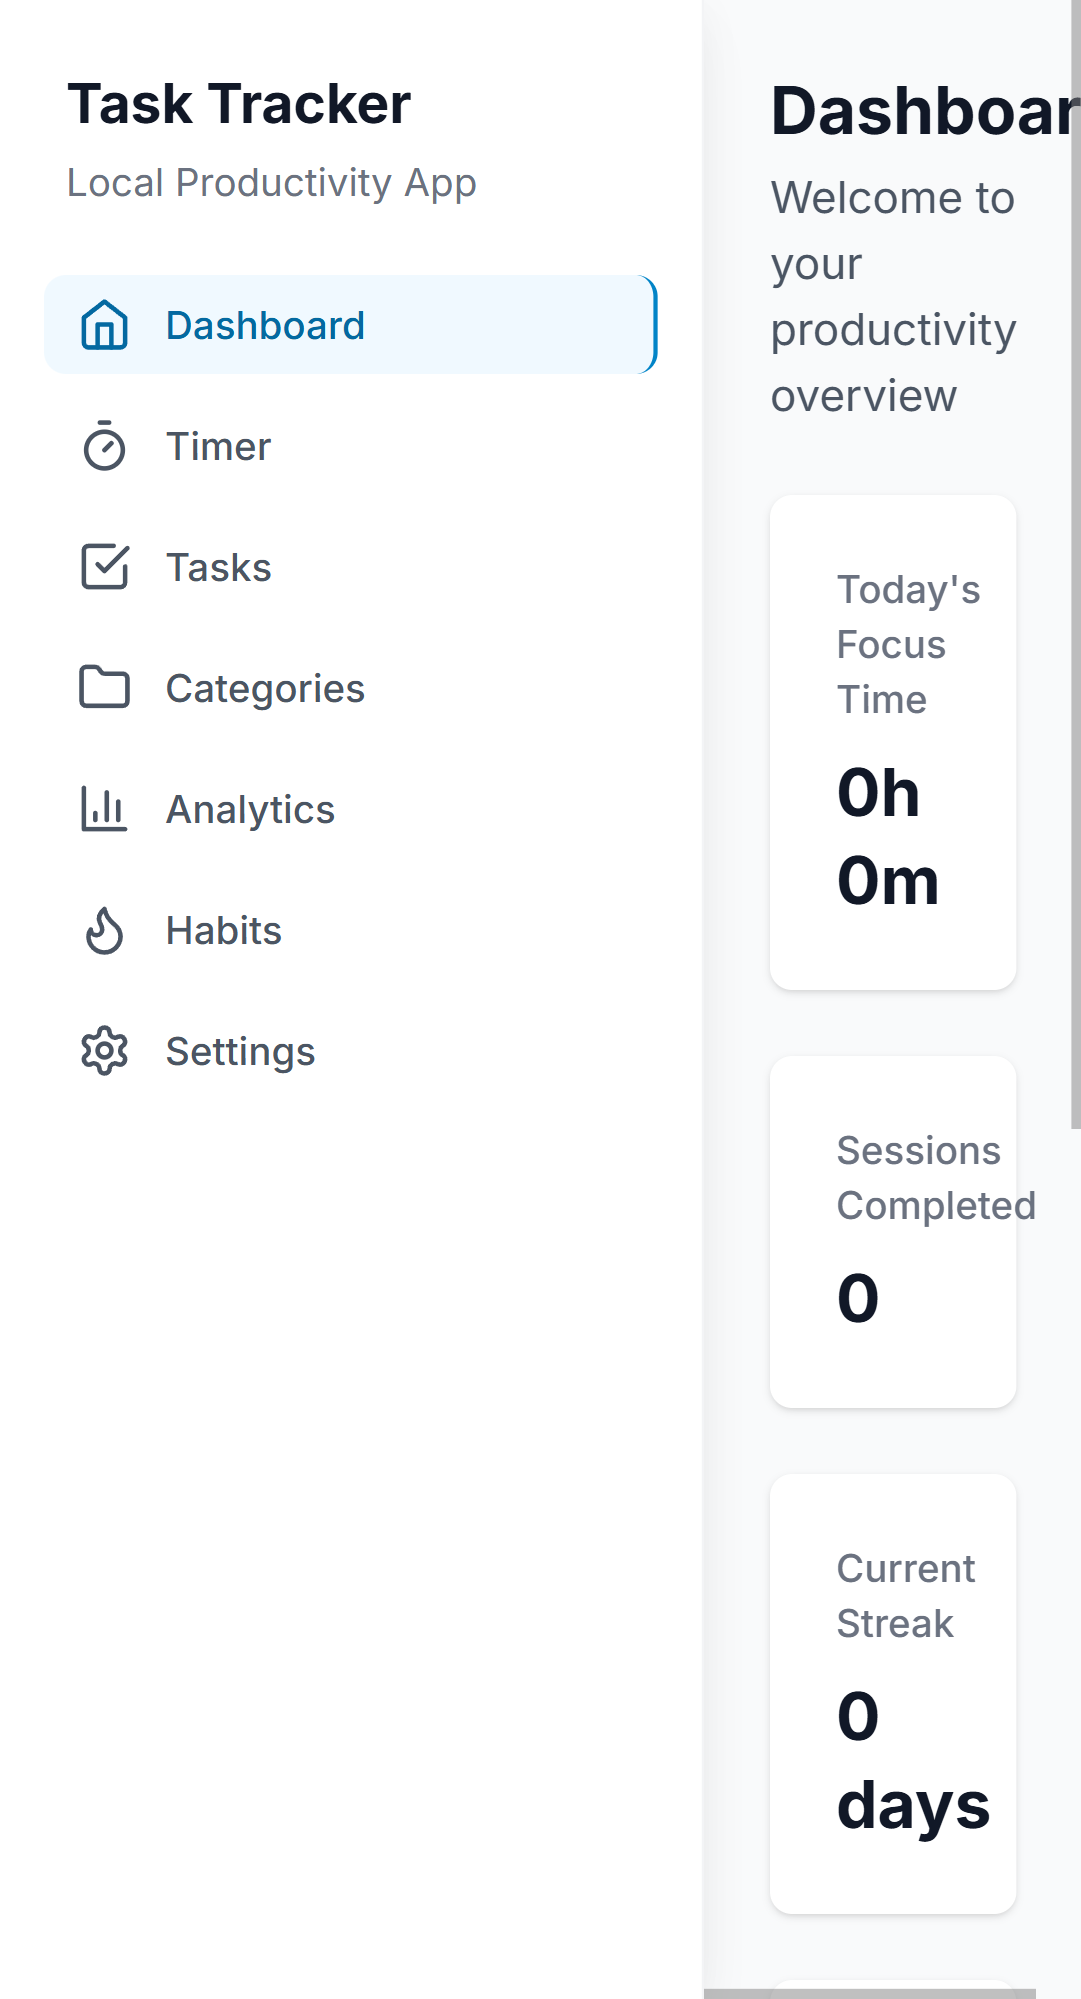 Task Tracker
Local Productivity App
Dashboard
Timer
Tasks
Categories
Analytics
Habits
Settings
Dashboar
Welcome to
your
productivity
overview
Today's
Focus
Time
0h
0m
Sessions
Completed
0
Current
Streak
0
days